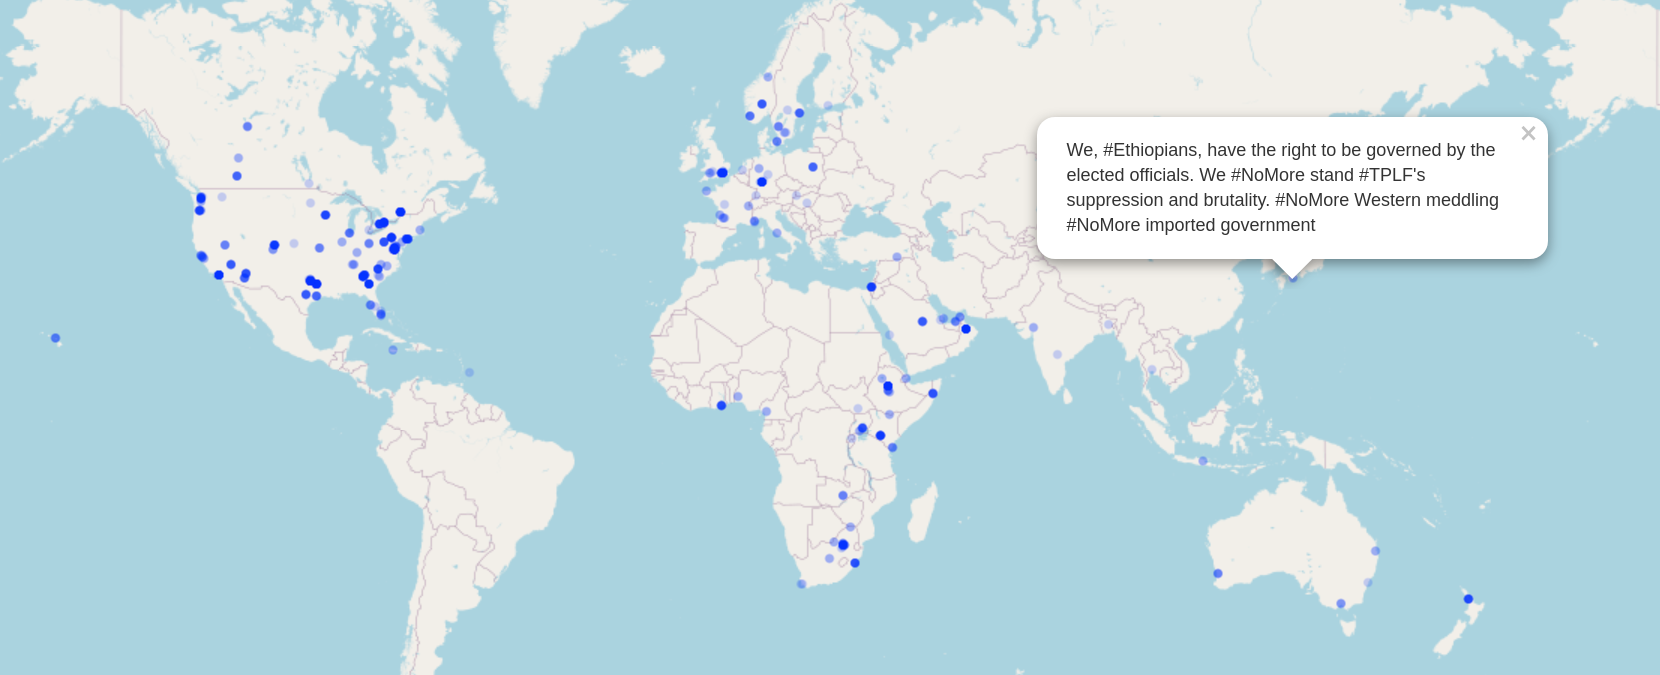 We, #Ethiopians, have the right to be governed by the
elected officials. We #NoMore stand #TPLF's
suppression and brutality. #NoMore Western meddling
#NoMore imported government
×